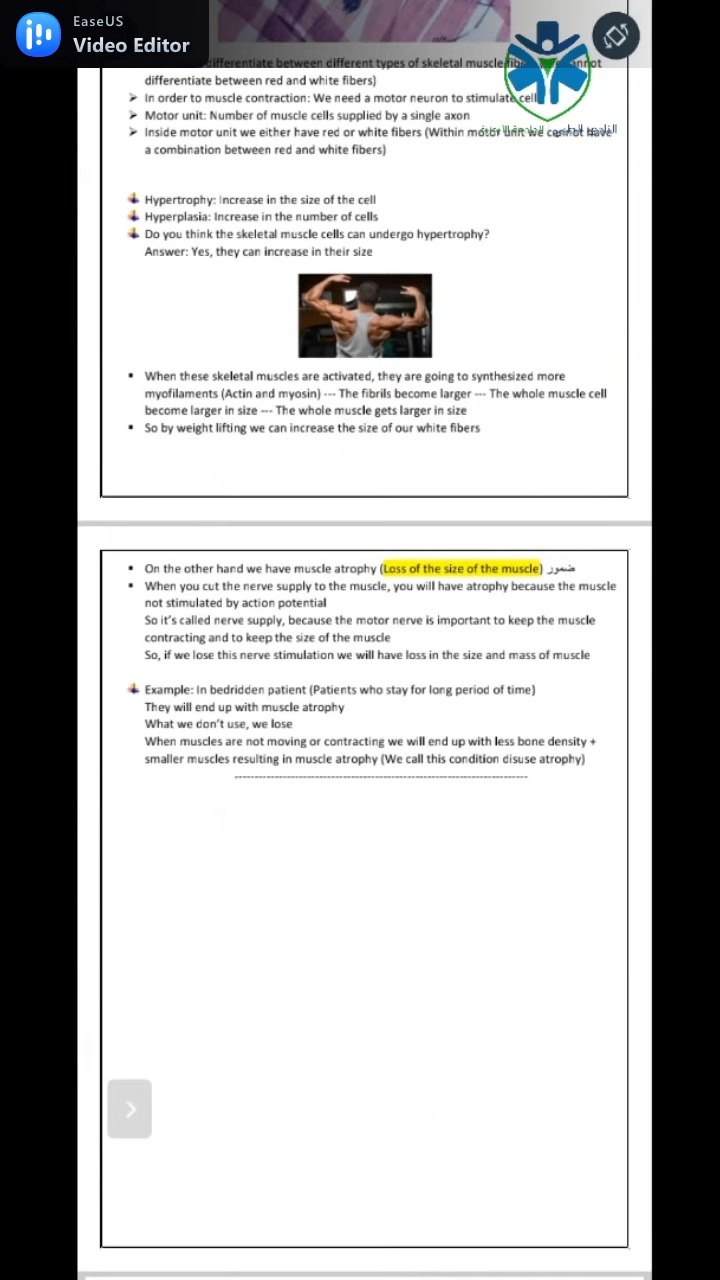 EaseUS
Video Editor
differentiate between different types of skeletal muscle
differentiate between red and white fibers)
➤ In order to muscle contraction: We need a motor neuron to stimulate cell
➤ Motor unit: Number of muscle cells supplied by a single axon
➤ Inside motor unit we either have red or white fibers (Within motor unit we cannot have
a combination between red and white fibers)
Hypertrophy: Increase in the size of the cell
Hyperplasia: Increase in the number of cells
Do you think the skeletal muscle cells can undergo hypertrophy?
Answer: Yes, they can increase in their size
▪ When these skeletal muscles are activated, they are going to synthesized more
myofilaments (Actin and myosin) --- The fibrils become larger --- The whole muscle cell
become larger in size --- The whole muscle gets larger in size
▪ So by weight lifting we can increase the size of our white fibers
▪ On the other hand we have muscle atrophy (Loss of the size of the muscle) ضمور
▪ When you cut the nerve supply to the muscle, you will have atrophy because the muscle
not stimulated by action potential
So it's called nerve supply, because the motor nerve is important to keep the muscle
contracting and to keep the size of the muscle
So, if we lose this nerve stimulation we will have loss in the size and mass of muscle
Example: In bedridden patient (Patients who stay for long period of time)
They will end up with muscle atrophy
What we don't use, we lose
When muscles are not moving or contracting we will end up with less bone density +
smaller muscles resulting in muscle atrophy (We call this condition disuse atrophy)